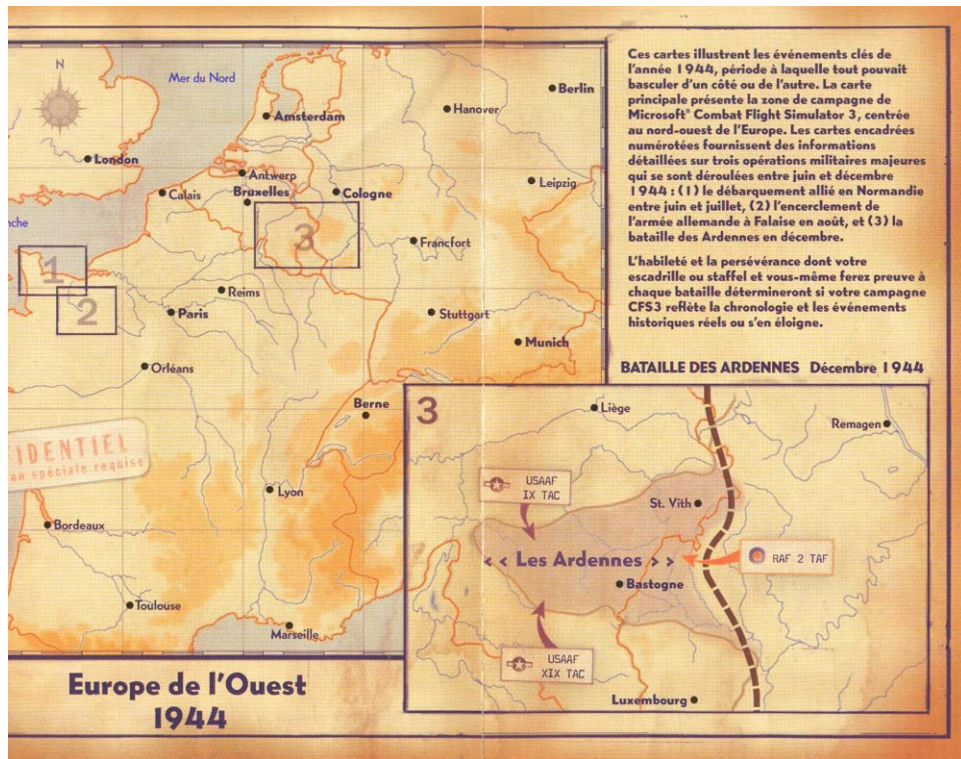 N
Mer du Nord
Berlin
Hanover
Amsterdam
London
Antwerp
Leipzig
Calais
Bruxelles
Cologne
nche
3
Francfort
1
Reims
2
Paris
Stuttgart
Munich
Orléans
Berne
IDENTIEL
on spéciale requise
Lyon
Bordeaux
Toulouse
Marseille
Europe de l'Ouest
1944
Ces cartes illustrent les événements clés de
l'année 1944, période à laquelle tout pouvait
basculer d'un côté ou de l'autre. La carte
principale présente la zone de campagne de
Microsoft® Combat Flight Simulator 3, centrée
au nord-ouest de l'Europe. Les cartes encadrées
numérotées fournissent des informations
détaillées sur trois opérations militaires majeures
qui se sont déroulées entre juin et décembre
1944 : (1) le débarquement allié en Normandie
entre juin et juillet, (2) l'encerclement de
l'armée allemande à Falaise en août, et (3) la
bataille des Ardennes en décembre.
L'habileté et la persévérance dont votre
escadrille ou staffel et vous-même ferez preuve à
chaque bataille détermineront si votre campagne
CFS3 reflète la chronologie et les événements
historiques réels ou s'en éloigne.
BATAILLE DES ARDENNES Décembre 1944
3
Liège
Remagen
USAAF
IX TAC
St. Vith
< < Les Ardennes > >
RAF 2 TAF
Bastogne
USAAF
XIX TAC
Luxembourg